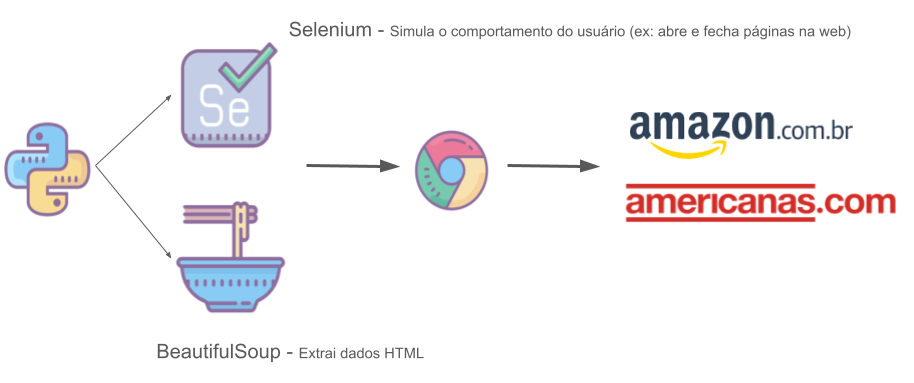 Selenium - Simula o comportamento do usuário (ex: abre e fecha páginas na web)
Se
amazon.com.br
americanas.com
BeautifulSoup - Extrai dados HTML